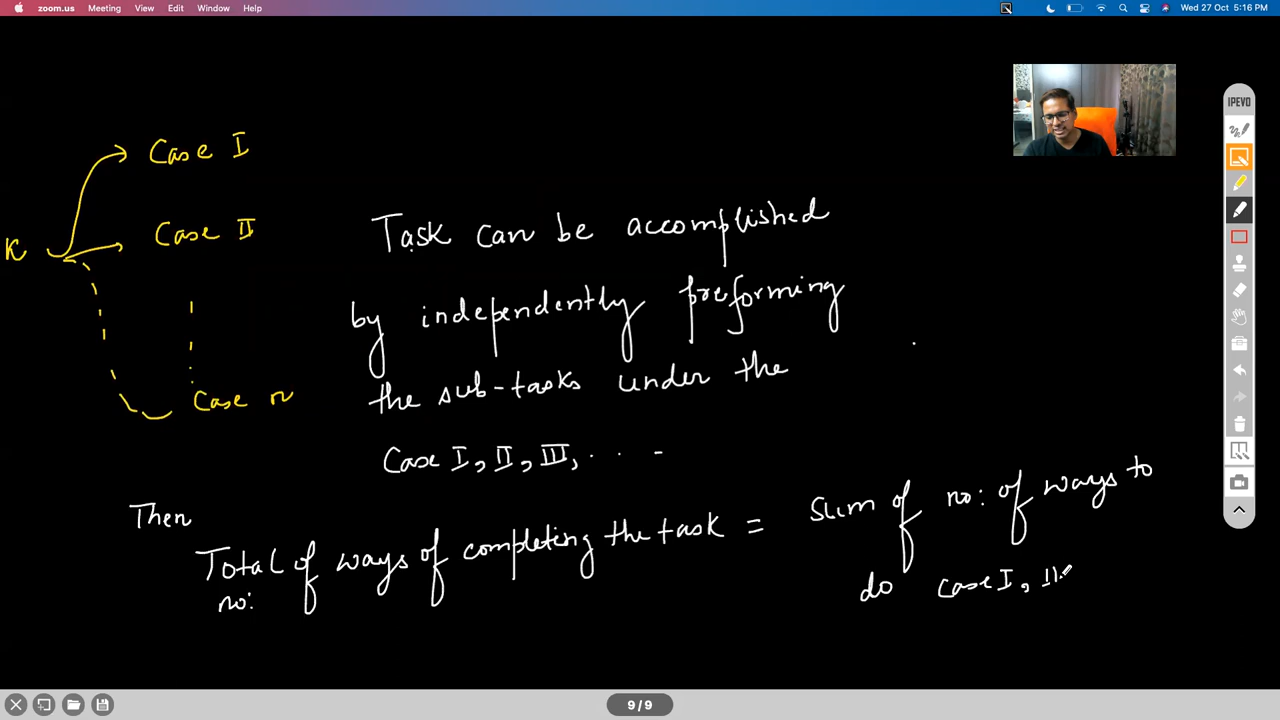 zoom.us Meeting View Edit Window Help Wed 27 Oct 5:16 PM
IPEVO
Case I
K
Case II
Case n
Task can be accomplished
by independently preforming
the sub-tasks under the
Case I, II, III, . . . -
Then
Total of ways of completing the task = Sum of no: of ways to
no:
do case I, II
9/9